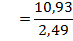 = 10,93
2,49